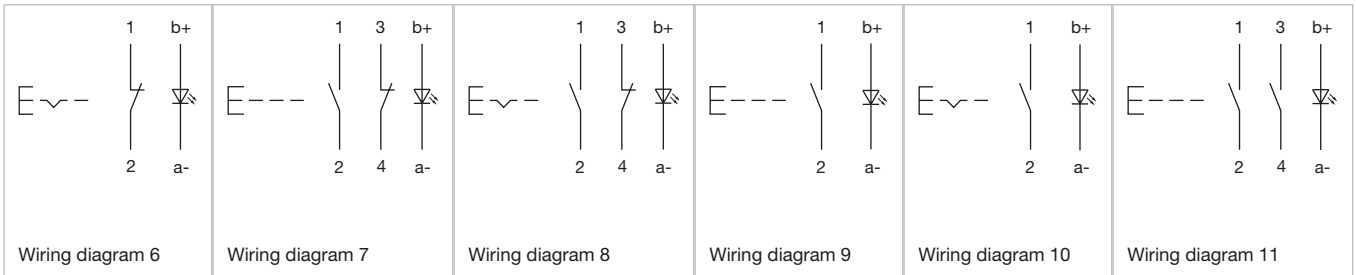 1 b+ 1 3 b+ 1 3 b+ 1 b+ 1 b+ 1 3 b+
2 a- 2 4 a- 2 4 a- 2 a- 2 a- 2 4 a-
Wiring diagram 6 Wiring diagram 7 Wiring diagram 8 Wiring diagram 9 Wiring diagram 10 Wiring diagram 11